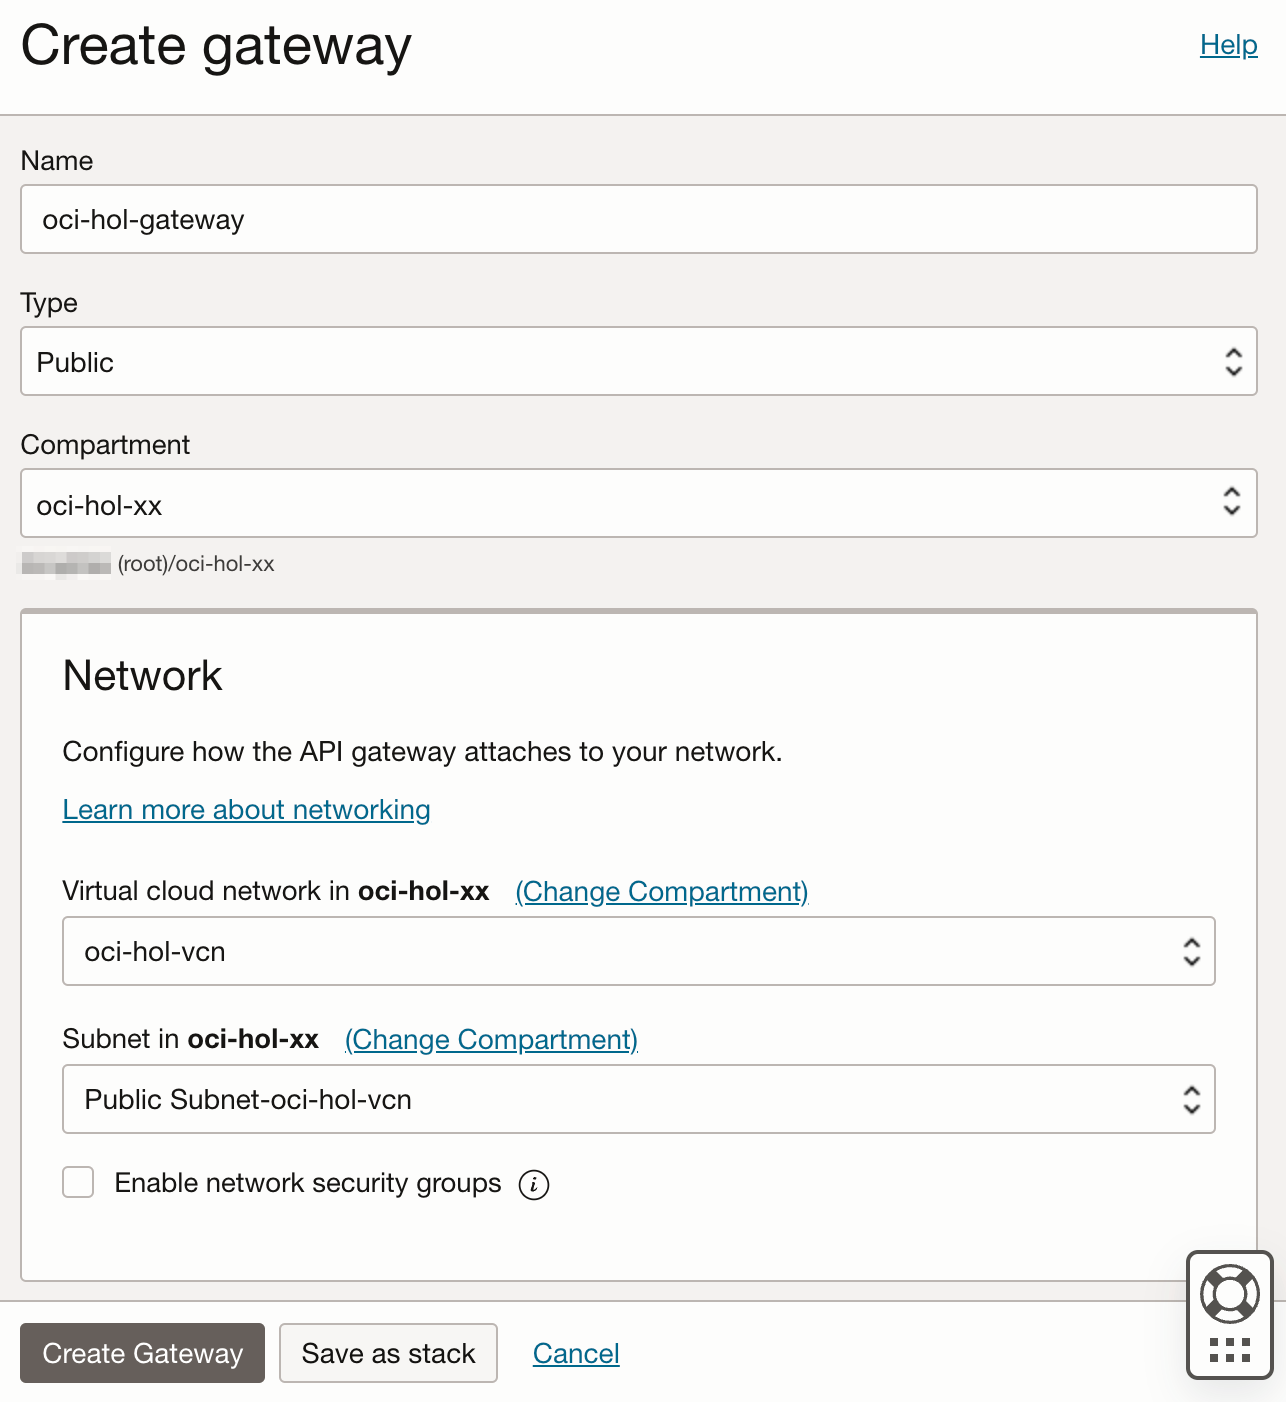 Create gateway
Help
Name
oci-hol-gateway
Type
Public
Compartment
oci-hol-xx
(root)/oci-hol-xx
Network
Configure how the API gateway attaches to your network.
Learn more about networking
Virtual cloud network in oci-hol-xx (Change Compartment)
oci-hol-vcn
Subnet in oci-hol-xx (Change Compartment)
Public Subnet-oci-hol-vcn
Enable network security groups
Create Gateway Save as stack Cancel